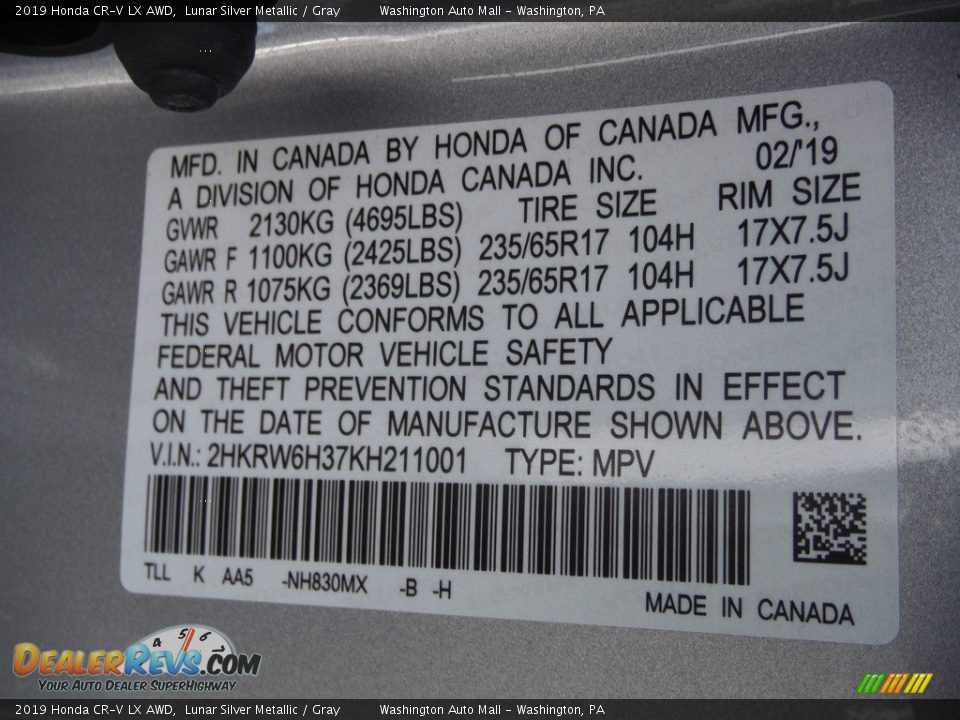 2019 Honda CR-V LX AWD,  Lunar Silver Metallic / Gray  Washington Auto Mall - Washington, PA
MFD. IN CANADA BY HONDA OF CANADA MFG.,
A DIVISION OF HONDA CANADA INC. 02/'19
GVWR 2130KG (4695LBS) TIRE SIZE RIM SIZE
GAWR F 1100KG (2425LBS) 235/65R17 104H 17X7.5J
GAWR R 1075KG (2369LBS) 235/65R17 104H 17X7.5J
THIS VEHICLE CONFORMS TO ALL APPLICABLE
FEDERAL MOTOR VEHICLE SAFETY
AND THEFT PREVENTION STANDARDS IN EFFECT
ON THE DATE OF MANUFACTURE SHOWN ABOVE.
V.I.N.: 2HKRW6H37KH211001 TYPE: MPV
TLL K AA5 -NH830MX -B -H
MADE IN CANADA
4 5 6
DEALERREVS.COM
YOUR AUTO DEALER SUPERHIGHWAY
2019 Honda CR-V LX AWD,  Lunar Silver Metallic / Gray  Washington Auto Mall - Washington, PA